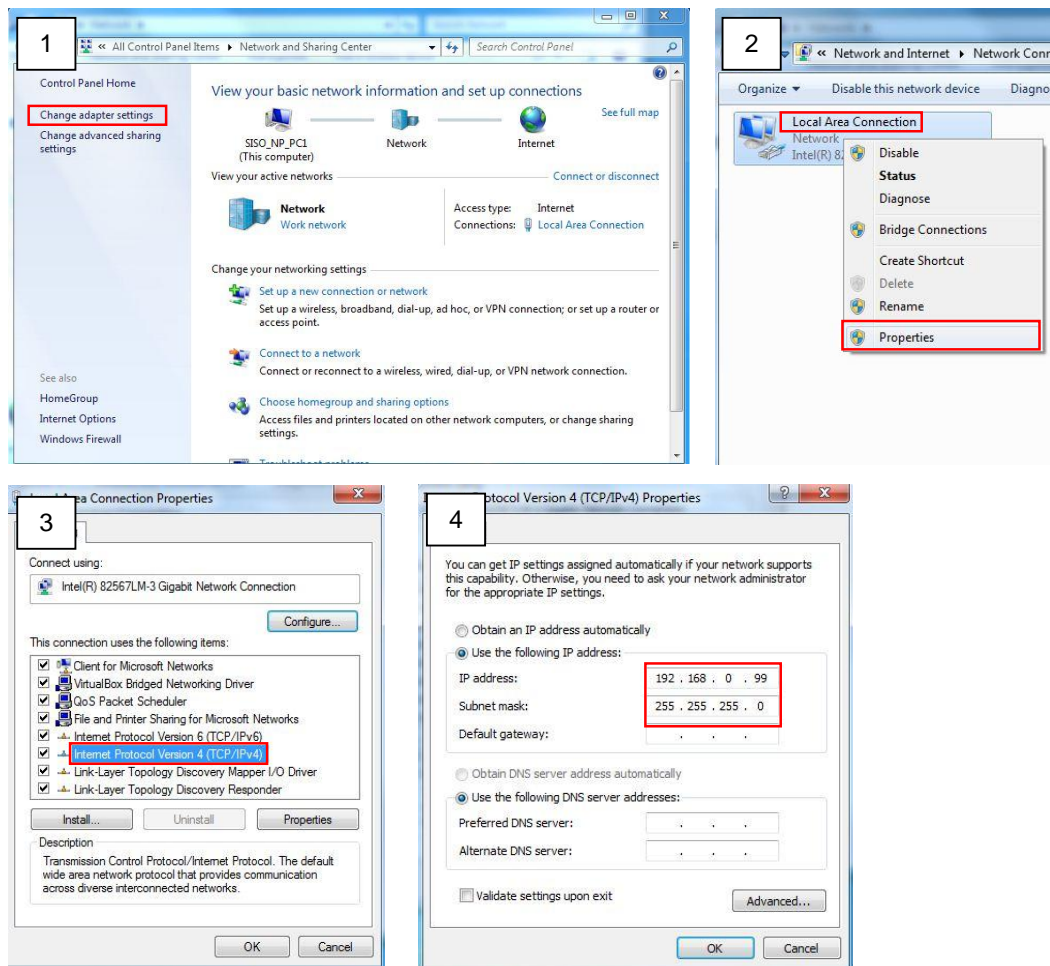 1
« All Control Panel Items ▸ Network and Sharing Center
Search Control Panel
Control Panel Home
Change adapter settings
Change advanced sharing
settings
See also
HomeGroup
Internet Options
Windows Firewall
View your basic network information and set up connections
See full map
SISO_NP_PC1
(This computer)
Network
Internet
View your active networks
Connect or disconnect
Network
Work network
Access type: Internet
Connections: Local Area Connection
Change your networking settings
Set up a new connection or network
Set up a wireless, broadband, dial-up, ad hoc, or VPN connection; or set up a router or
access point.
Connect to a network
Connect or reconnect to a wireless, wired, dial-up, or VPN network connection.
Choose homegroup and sharing options
Access files and printers located on other network computers, or change sharing
settings.
Troubleshoot problems
2
« Network and Internet ▸ Network Conn
Organize ▾ Disable this network device Diagno
Local Area Connection
Network
Intel(R) 8
Disable
Status
Diagnose
Bridge Connections
Create Shortcut
Delete
Rename
Properties
3
Area Connection Properties
Connect using:
Intel(R) 82567LM-3 Gigabit Network Connection
Configure...
This connection uses the following items:
Client for Microsoft Networks
VirtualBox Bridged Networking Driver
QoS Packet Scheduler
File and Printer Sharing for Microsoft Networks
Internet Protocol Version 6 (TCP/IPv6)
Internet Protocol Version 4 (TCP/IPv4)
Link-Layer Topology Discovery Mapper I/O Driver
Link-Layer Topology Discovery Responder
Install... Uninstall Properties
Description
Transmission Control Protocol/Internet Protocol. The default
wide area network protocol that provides communication
across diverse interconnected networks.
OK Cancel
4
otocol Version 4 (TCP/IPv4) Properties
You can get IP settings assigned automatically if your network supports
this capability. Otherwise, you need to ask your network administrator
for the appropriate IP settings.
Obtain an IP address automatically
Use the following IP address:
IP address: 192 . 168 . 0 . 99
Subnet mask: 255 . 255 . 255 . 0
Default gateway: . . .
Obtain DNS server address automatically
Use the following DNS server addresses:
Preferred DNS server: . . .
Alternate DNS server: . . .
Validate settings upon exit
Advanced...
OK Cancel